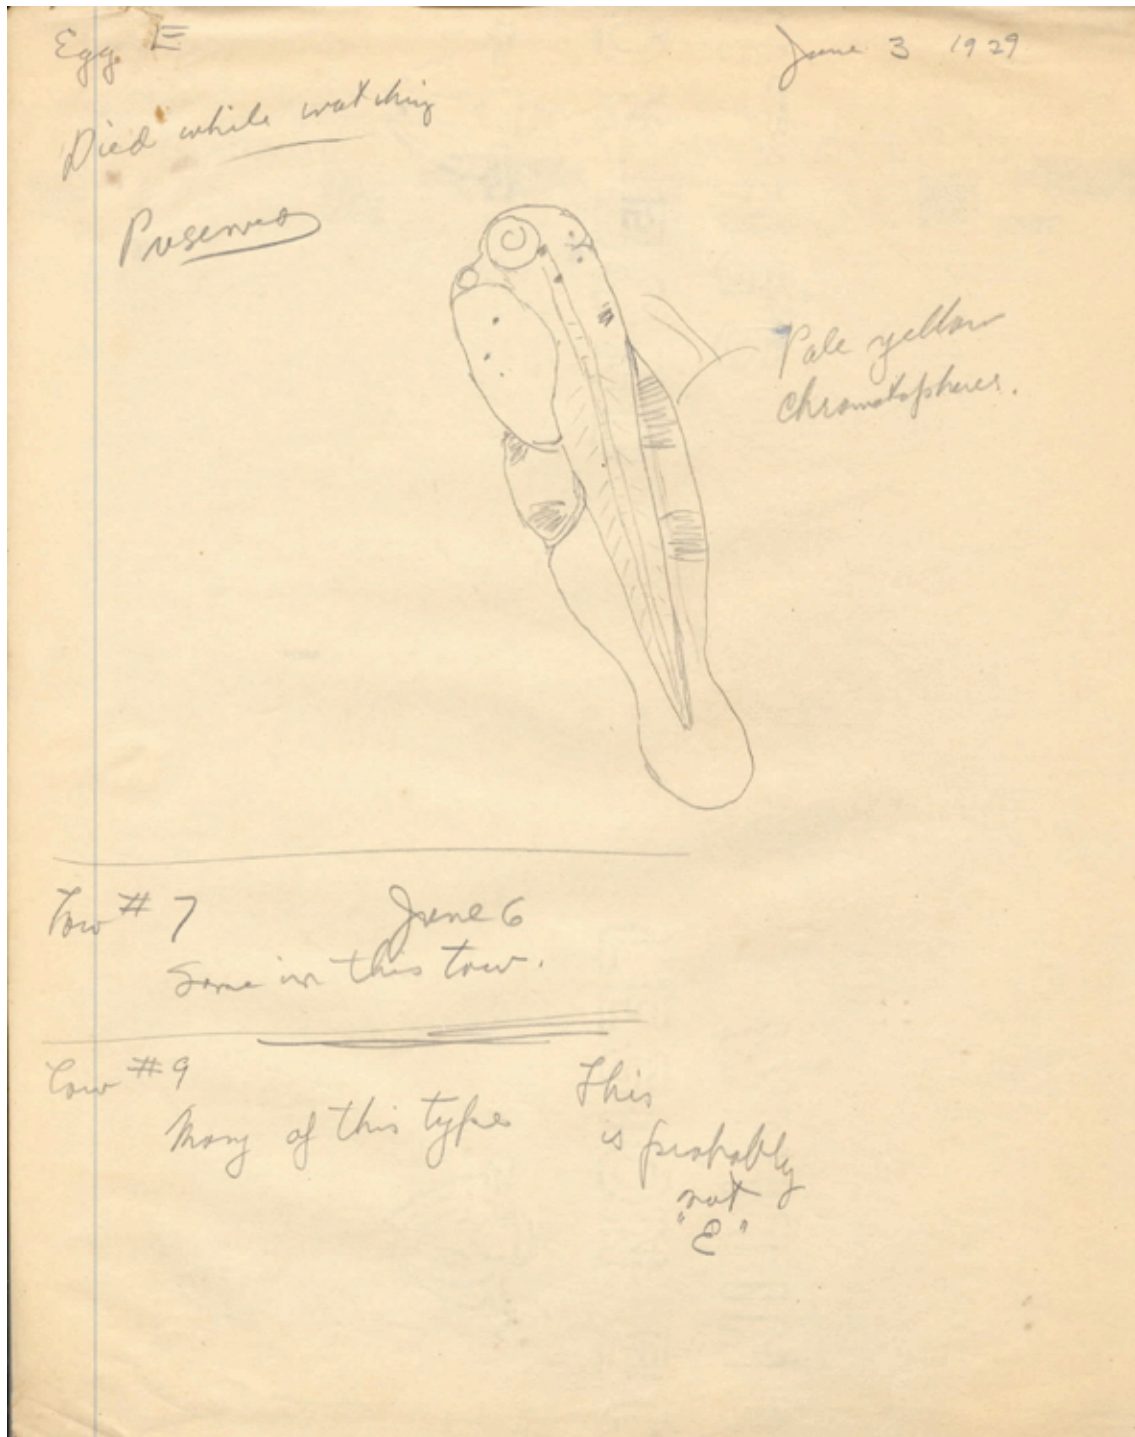 Egg E
June 3 1929
Died while watching
Preserved
Pale yellow
chromatophores.
Tow # 7 June 6
Some in this tow.
Tow # 9
Many of this type
This
is probably
not
"E"